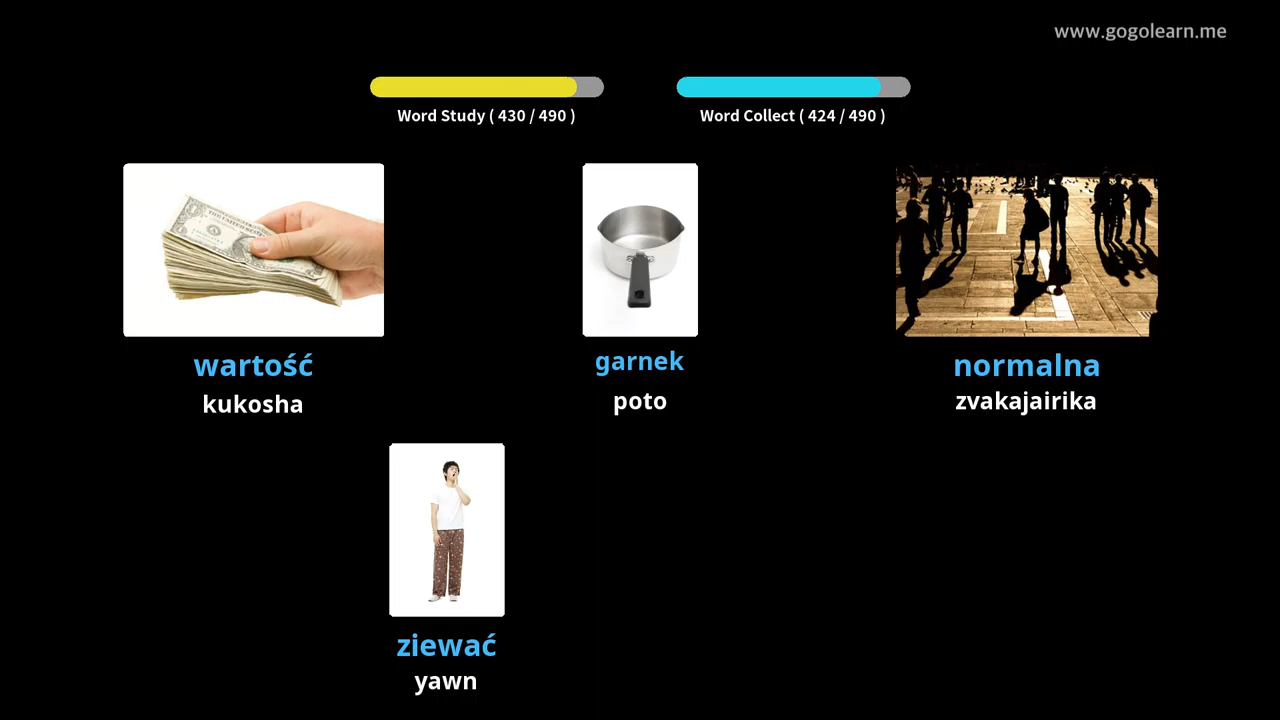 www.gogolearn.me
Word Study ( 430 / 490 )
Word Collect ( 424 / 490 )
wartość
kukosha
garnek
poto
normalna
zvakajairika
ziewać
yawn